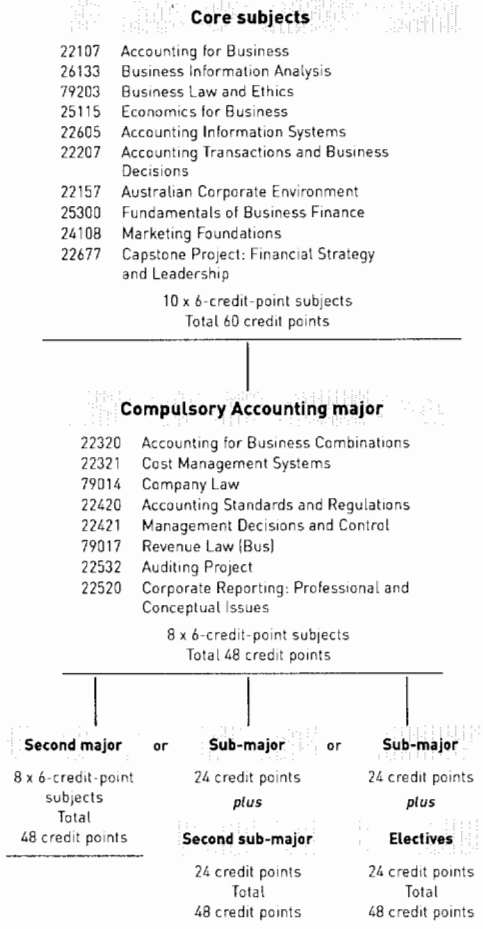 Core subjects
22107 Accounting for Business
26133 Business Information Analysis
79203 Business Law and Ethics
25115 Economics for Business
22605 Accounting Information Systems
22207 Accounting Transactions and Business
Decisions
22157 Australian Corporate Environment
25300 Fundamentals of Business Finance
24108 Marketing Foundations
22677 Capstone Project: Financial Strategy
and Leadership
10 x 6-credit-point subjects
Total 60 credit points
Compulsory Accounting major
22320 Accounting for Business Combinations
22321 Cost Management Systems
79014 Company Law
22420 Accounting Standards and Regulations
22421 Management Decisions and Control
79017 Revenue Law (Bus)
22532 Auditing Project
22520 Corporate Reporting: Professional and
Conceptual Issues
8 x 6-credit-point subjects
Total 48 credit points
Second major or Sub-major or Sub-major
8 x 6-credit-point 24 credit points 24 credit points
subjects plus plus
Total
48 credit points Second sub-major Electives
24 credit points 24 credit points
Total Total
48 credit points 48 credit points